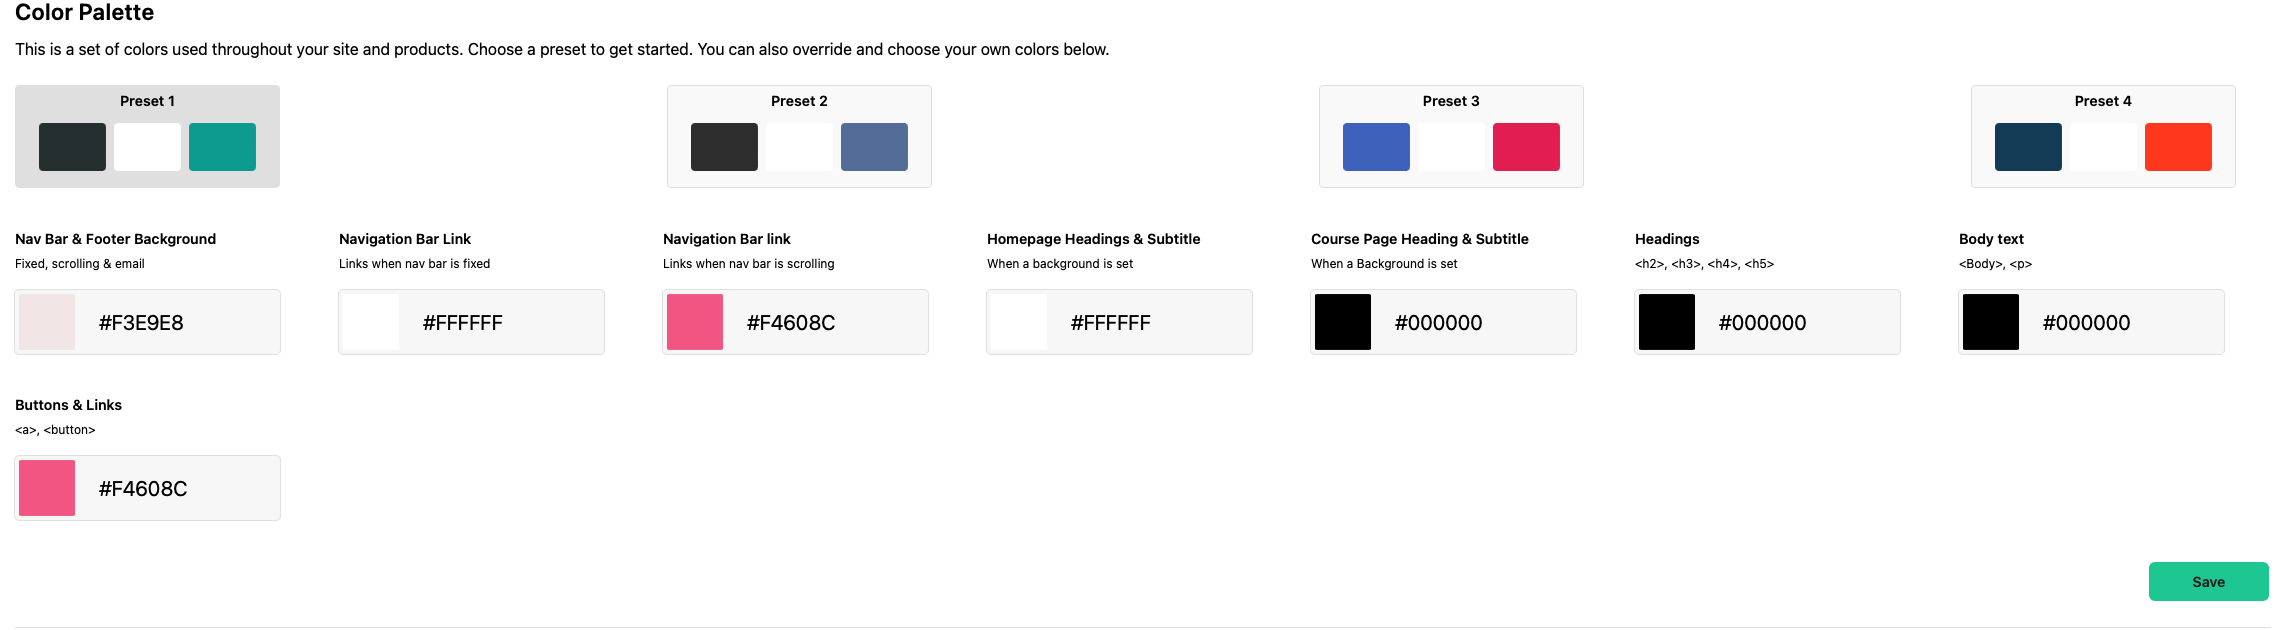 Color Palette
This is a set of colors used throughout your site and products. Choose a preset to get started. You can also override and choose your own colors below.
Preset 1
Preset 2
Preset 3
Preset 4
Nav Bar & Footer Background
Fixed, scrolling & email
#F3E9E8
Navigation Bar Link
Links when nav bar is fixed
#FFFFFF
Navigation Bar link
Links when nav bar is scrolling
#F4608C
Homepage Headings & Subtitle
When a background is set
#FFFFFF
Course Page Heading & Subtitle
When a Background is set
#000000
Headings
<h2>, <h3>, <h4>, <h5>
#000000
Body text
<Body>, <p>
#000000
Buttons & Links
<a>, <button>
#F4608C
Save